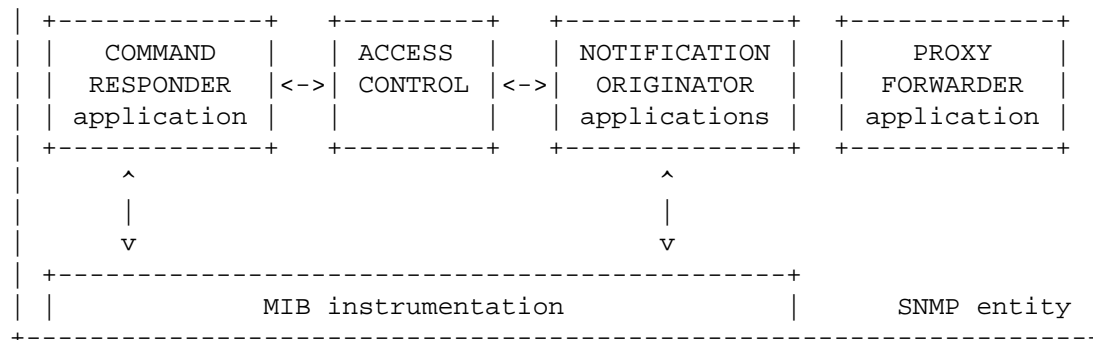 | +-------------+ +---------+ +--------------+ +-------------+
| | COMMAND | | ACCESS | | NOTIFICATION | | PROXY |
| | RESPONDER |<->| CONTROL |<->| ORIGINATOR | | FORWARDER |
| | application | | | | applications | | application |
| +-------------+ +---------+ +--------------+ +-------------+
| ^ ^
| | |
| v v
| +----------------------------------------------+
| | MIB instrumentation | SNMP entity
+---------------------------------------------------------------------